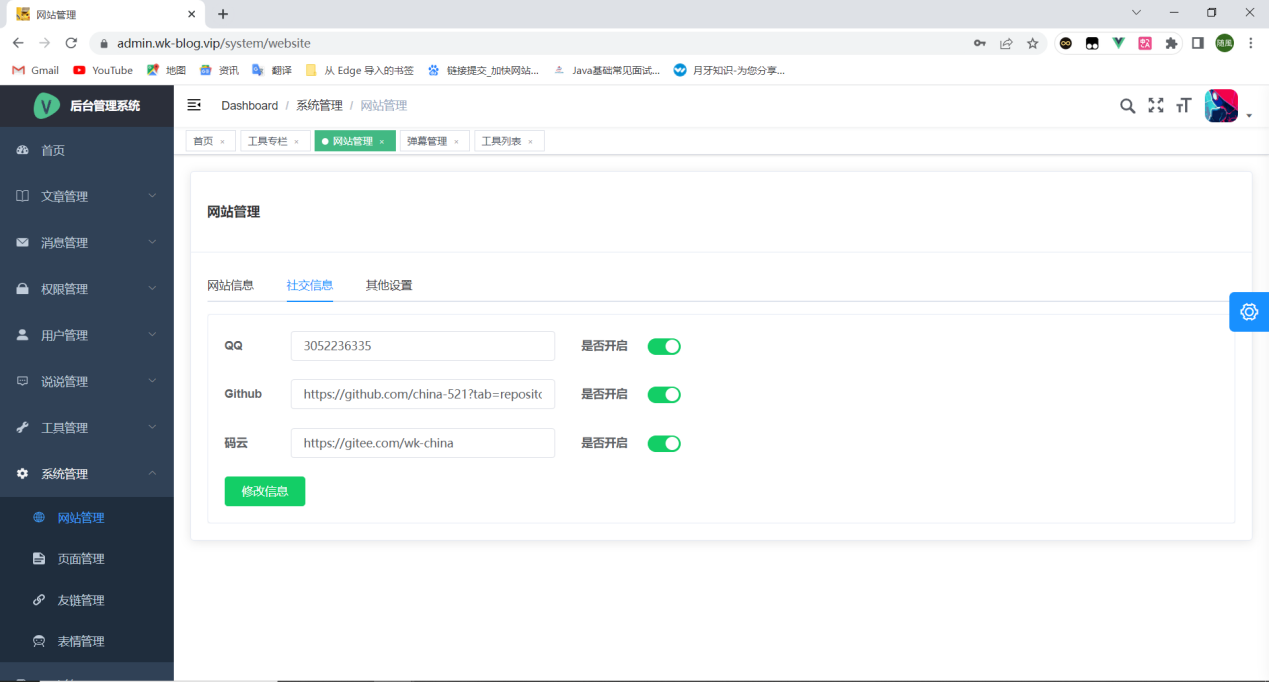 网站管理
admin.wk-blog.vip/system/website
随風
Gmail YouTube 地图 资讯 翻译 从 Edge 导入的书签 链接提交_加快网站... Java基础常见面试... 月牙知识-为您分享...
V 后台管理系统
Dashboard / 系统管理 / 网站管理
首页 工具专栏 网站管理 弹幕管理 工具列表
首页
文章管理
消息管理
权限管理
用户管理
说说管理
工具管理
系统管理
网站管理
页面管理
友链管理
表情管理
网站管理
网站信息 社交信息 其他设置
QQ 3052236335 是否开启
Github https://github.com/china-521?tab=reposito 是否开启
码云 https://gitee.com/wk-china 是否开启
修改信息